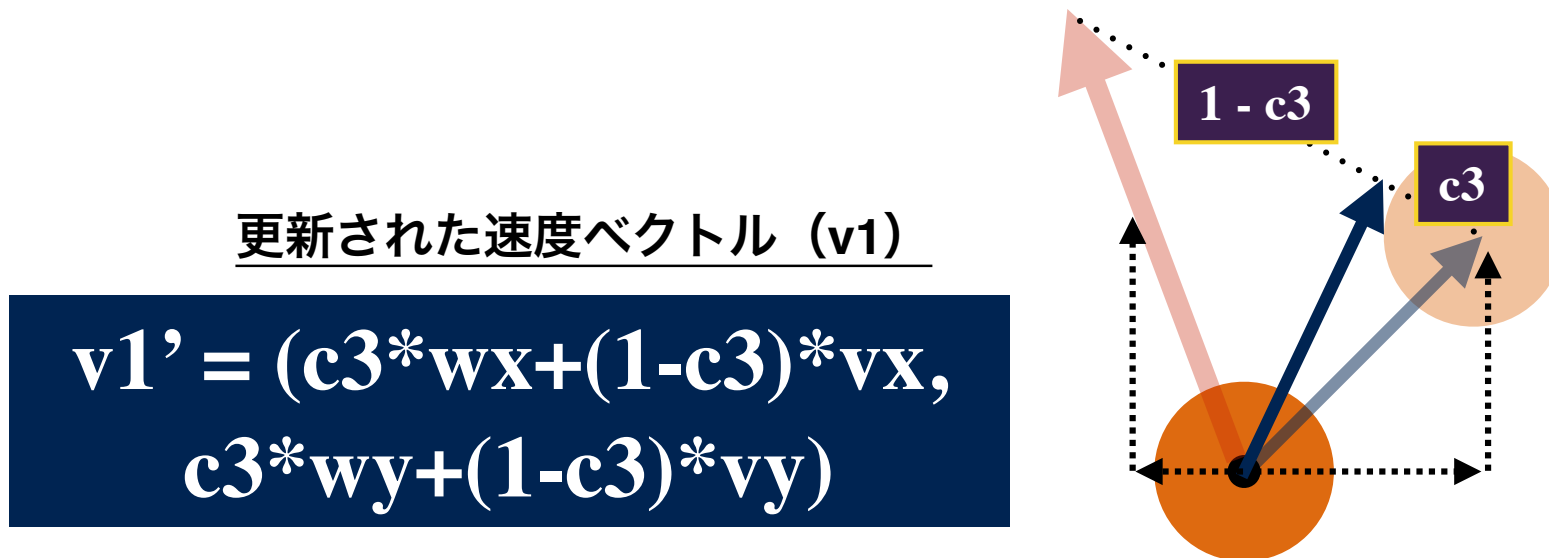 1 - c3
c3
更新された速度ベクトル（v1）
v1’ = (c3*wx+(1-c3)*vx,
c3*wy+(1-c3)*vy)